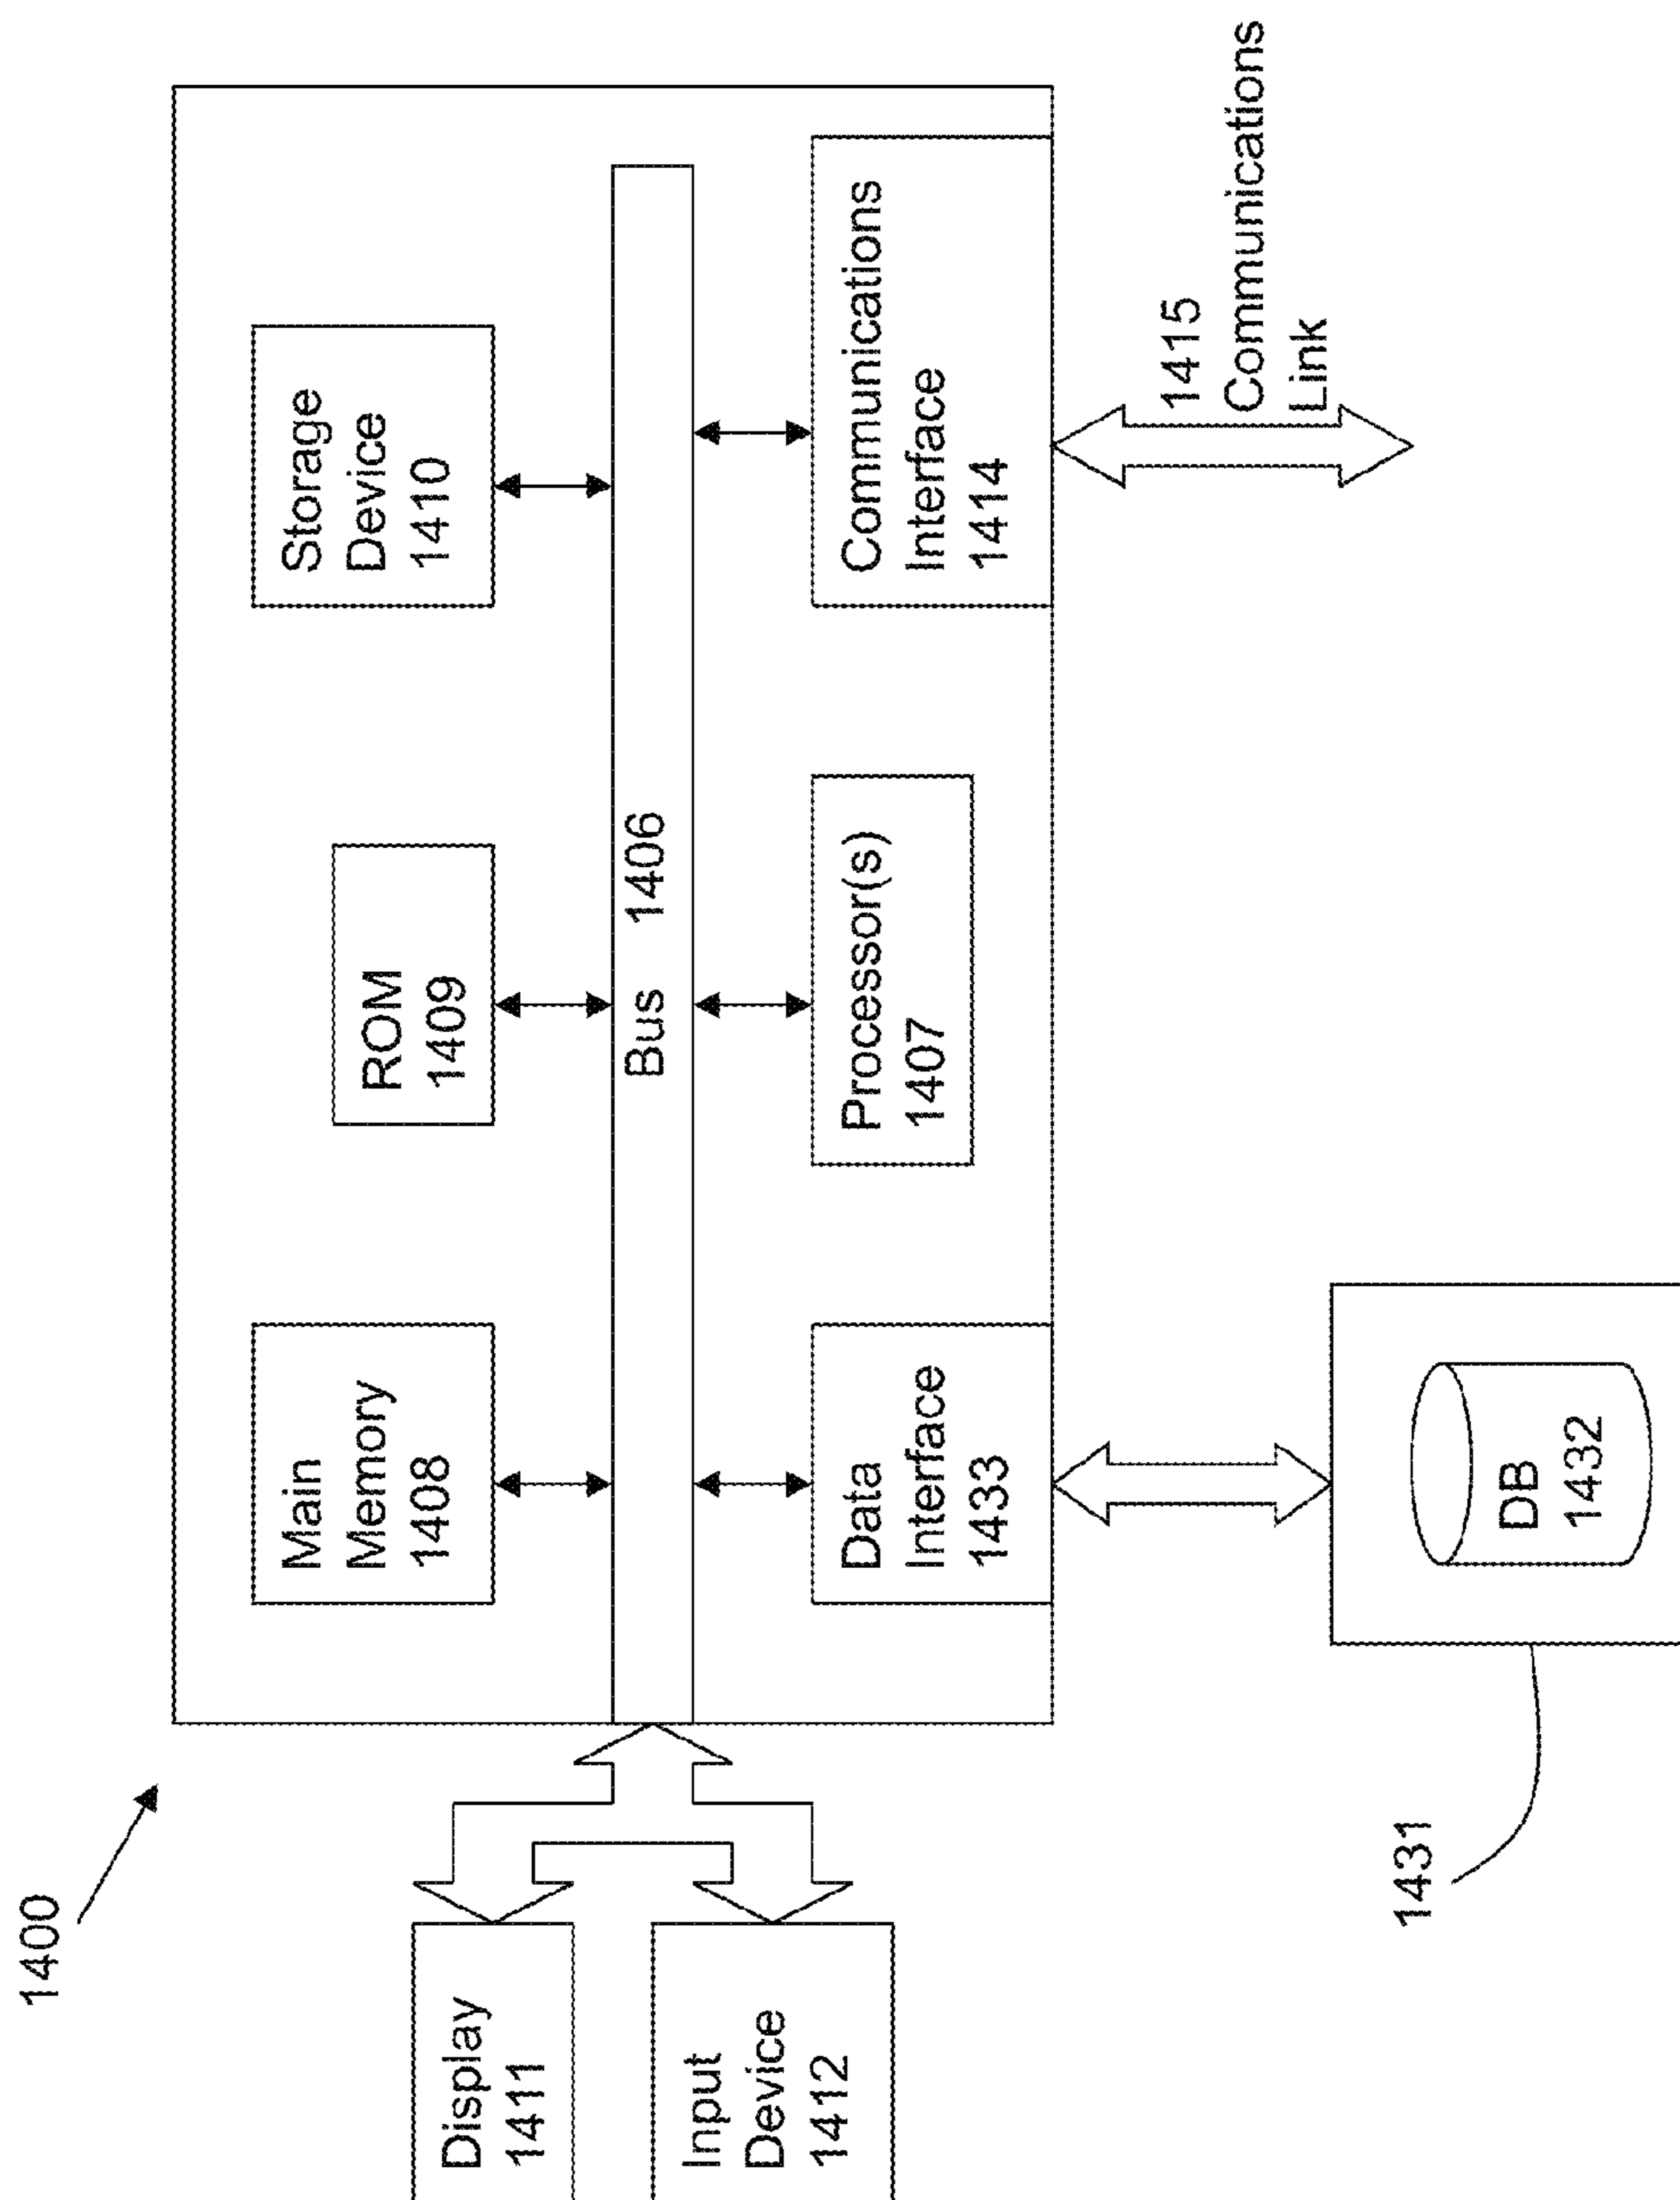 1400
Display
1411
Input
Device
1412
Main
Memory
1408
ROM
1409
Storage
Device
1410
Bus 1406
Data
Interface
1433
Processor(s)
1407
Communications
Interface
1414
1415
Communications
Link
1431
DB
1432